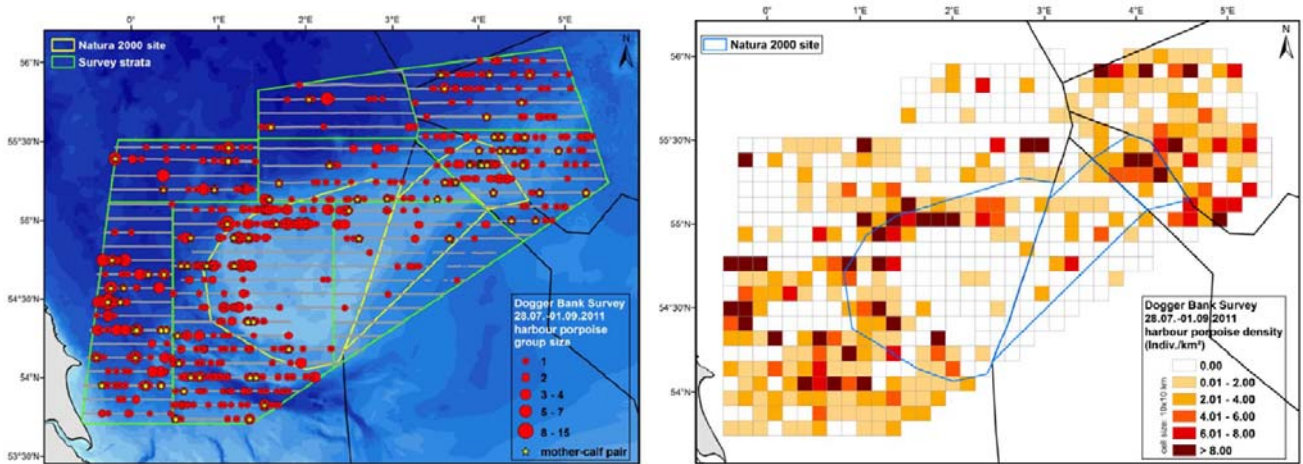 0° 1°E 2°E 3°E 4°E 5°E
N
Natura 2000 site
Survey strata
56°N
55°30'N
55°N
54°30'N
54°N
53°30'N
Dogger Bank Survey
28.07.-01.09.2011
harbour porpoise
group size
1
2
3 - 4
5 - 7
8 - 15
mother-calf pair
0° 1°E 2°E 3°E 4°E 5°E
N
Natura 2000 site
56°N
55°30'N
55°N
54°30'N
54°N
Dogger Bank Survey
28.07.-01.09.2011
harbour porpoise density
(Indiv./km²)
0.00
0.01 - 2.00
2.01 - 4.00
4.01 - 6.00
6.01 - 8.00
> 8.00
cell size: 10x10 km